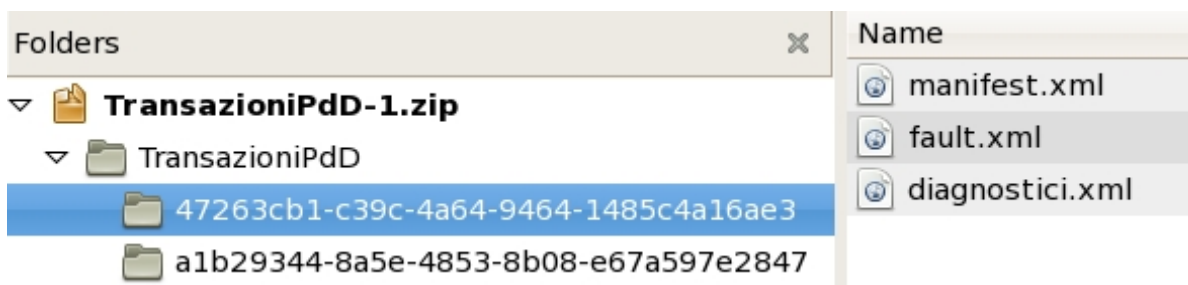 Folders
TransazioniPdD-1.zip
TransazioniPdD
47263cb1-c39c-4a64-9464-1485c4a16ae3
a1b29344-8a5e-4853-8b08-e67a597e2847
Name
manifest.xml
fault.xml
diagnostici.xml